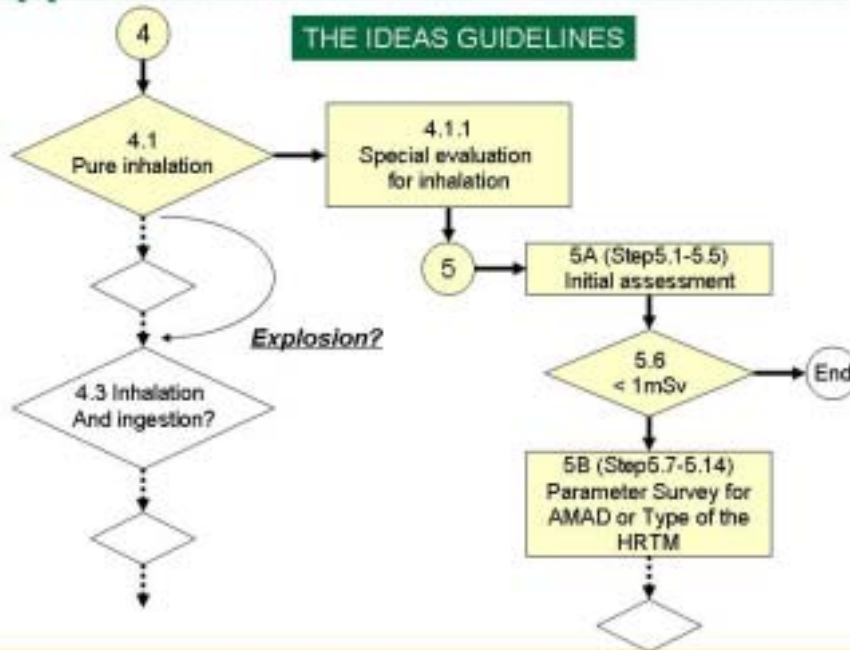 4
THE IDEAS GUIDELINES
4.1
Pure inhalation
4.1.1
Special evaluation
for inhalation
5
5A (Step5.1-5.5)
Initial assessment
Explosion?
5.6
< 1mSv
End
4.3 Inhalation
And ingestion?
5B (Step5.7-5.14)
Parameter Survey for
AMAD or Type of the
HRTM